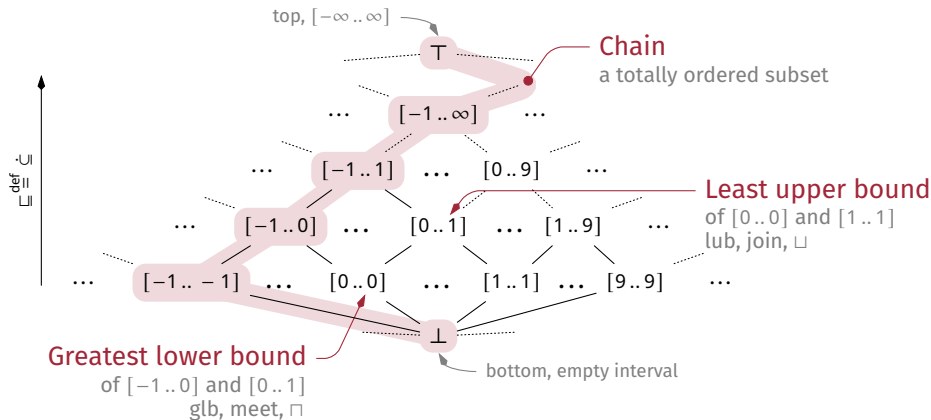 top, [−∞ .. ∞]
⊤
Chain
a totally ordered subset
... [−1 .. ∞] ...
... [−1 .. 1] ... [0 .. 9] ...
⊑ def= ⊆̇
Least upper bound
of [0 .. 0] and [1 .. 1]
lub, join, ⊔
... [−1 .. 0] ... [0 .. 1] ... [1 .. 9] ...
... [−1 .. − 1] ... [0 .. 0] ... [1 .. 1] ... [9 .. 9] ...
⊥
Greatest lower bound
of [−1 .. 0] and [0 .. 1]
glb, meet, ⊓
bottom, empty interval